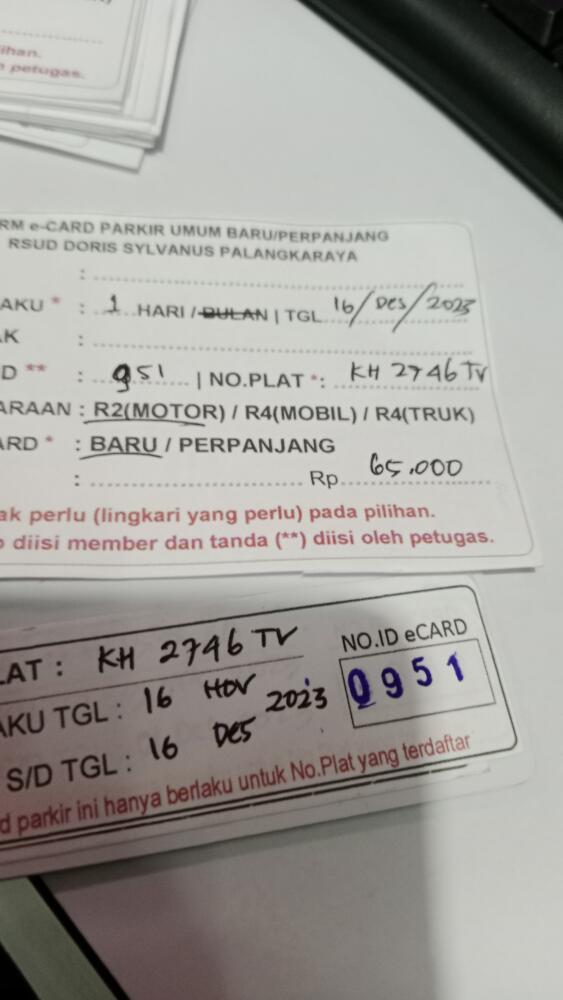 ihan.
petugas.
RM e-CARD PARKIR UMUM BARU/PERPANJANG
RSUD DORIS SYLVANUS PALANGKARAYA
: ................................................
AKU * : 1 HARI / BULAN | TGL 16/Des/2023
AK : ................................................
D ** : 951 | NO.PLAT *: KH 2746 TV
ARAAN : R2(MOTOR) / R4(MOBIL) / R4(TRUK)
ARD * : BARU / PERPANJANG
: ................................ Rp 65.000
ak perlu (lingkari yang perlu) pada pilihan.
diisi member dan tanda (**) diisi oleh petugas.
LAT : KH 2746 TV
NO.ID eCARD
AKU TGL : 16 NOV 2023
0951
S/D TGL : 16 DES
d parkir ini hanya berlaku untuk No.Plat yang terdaftar